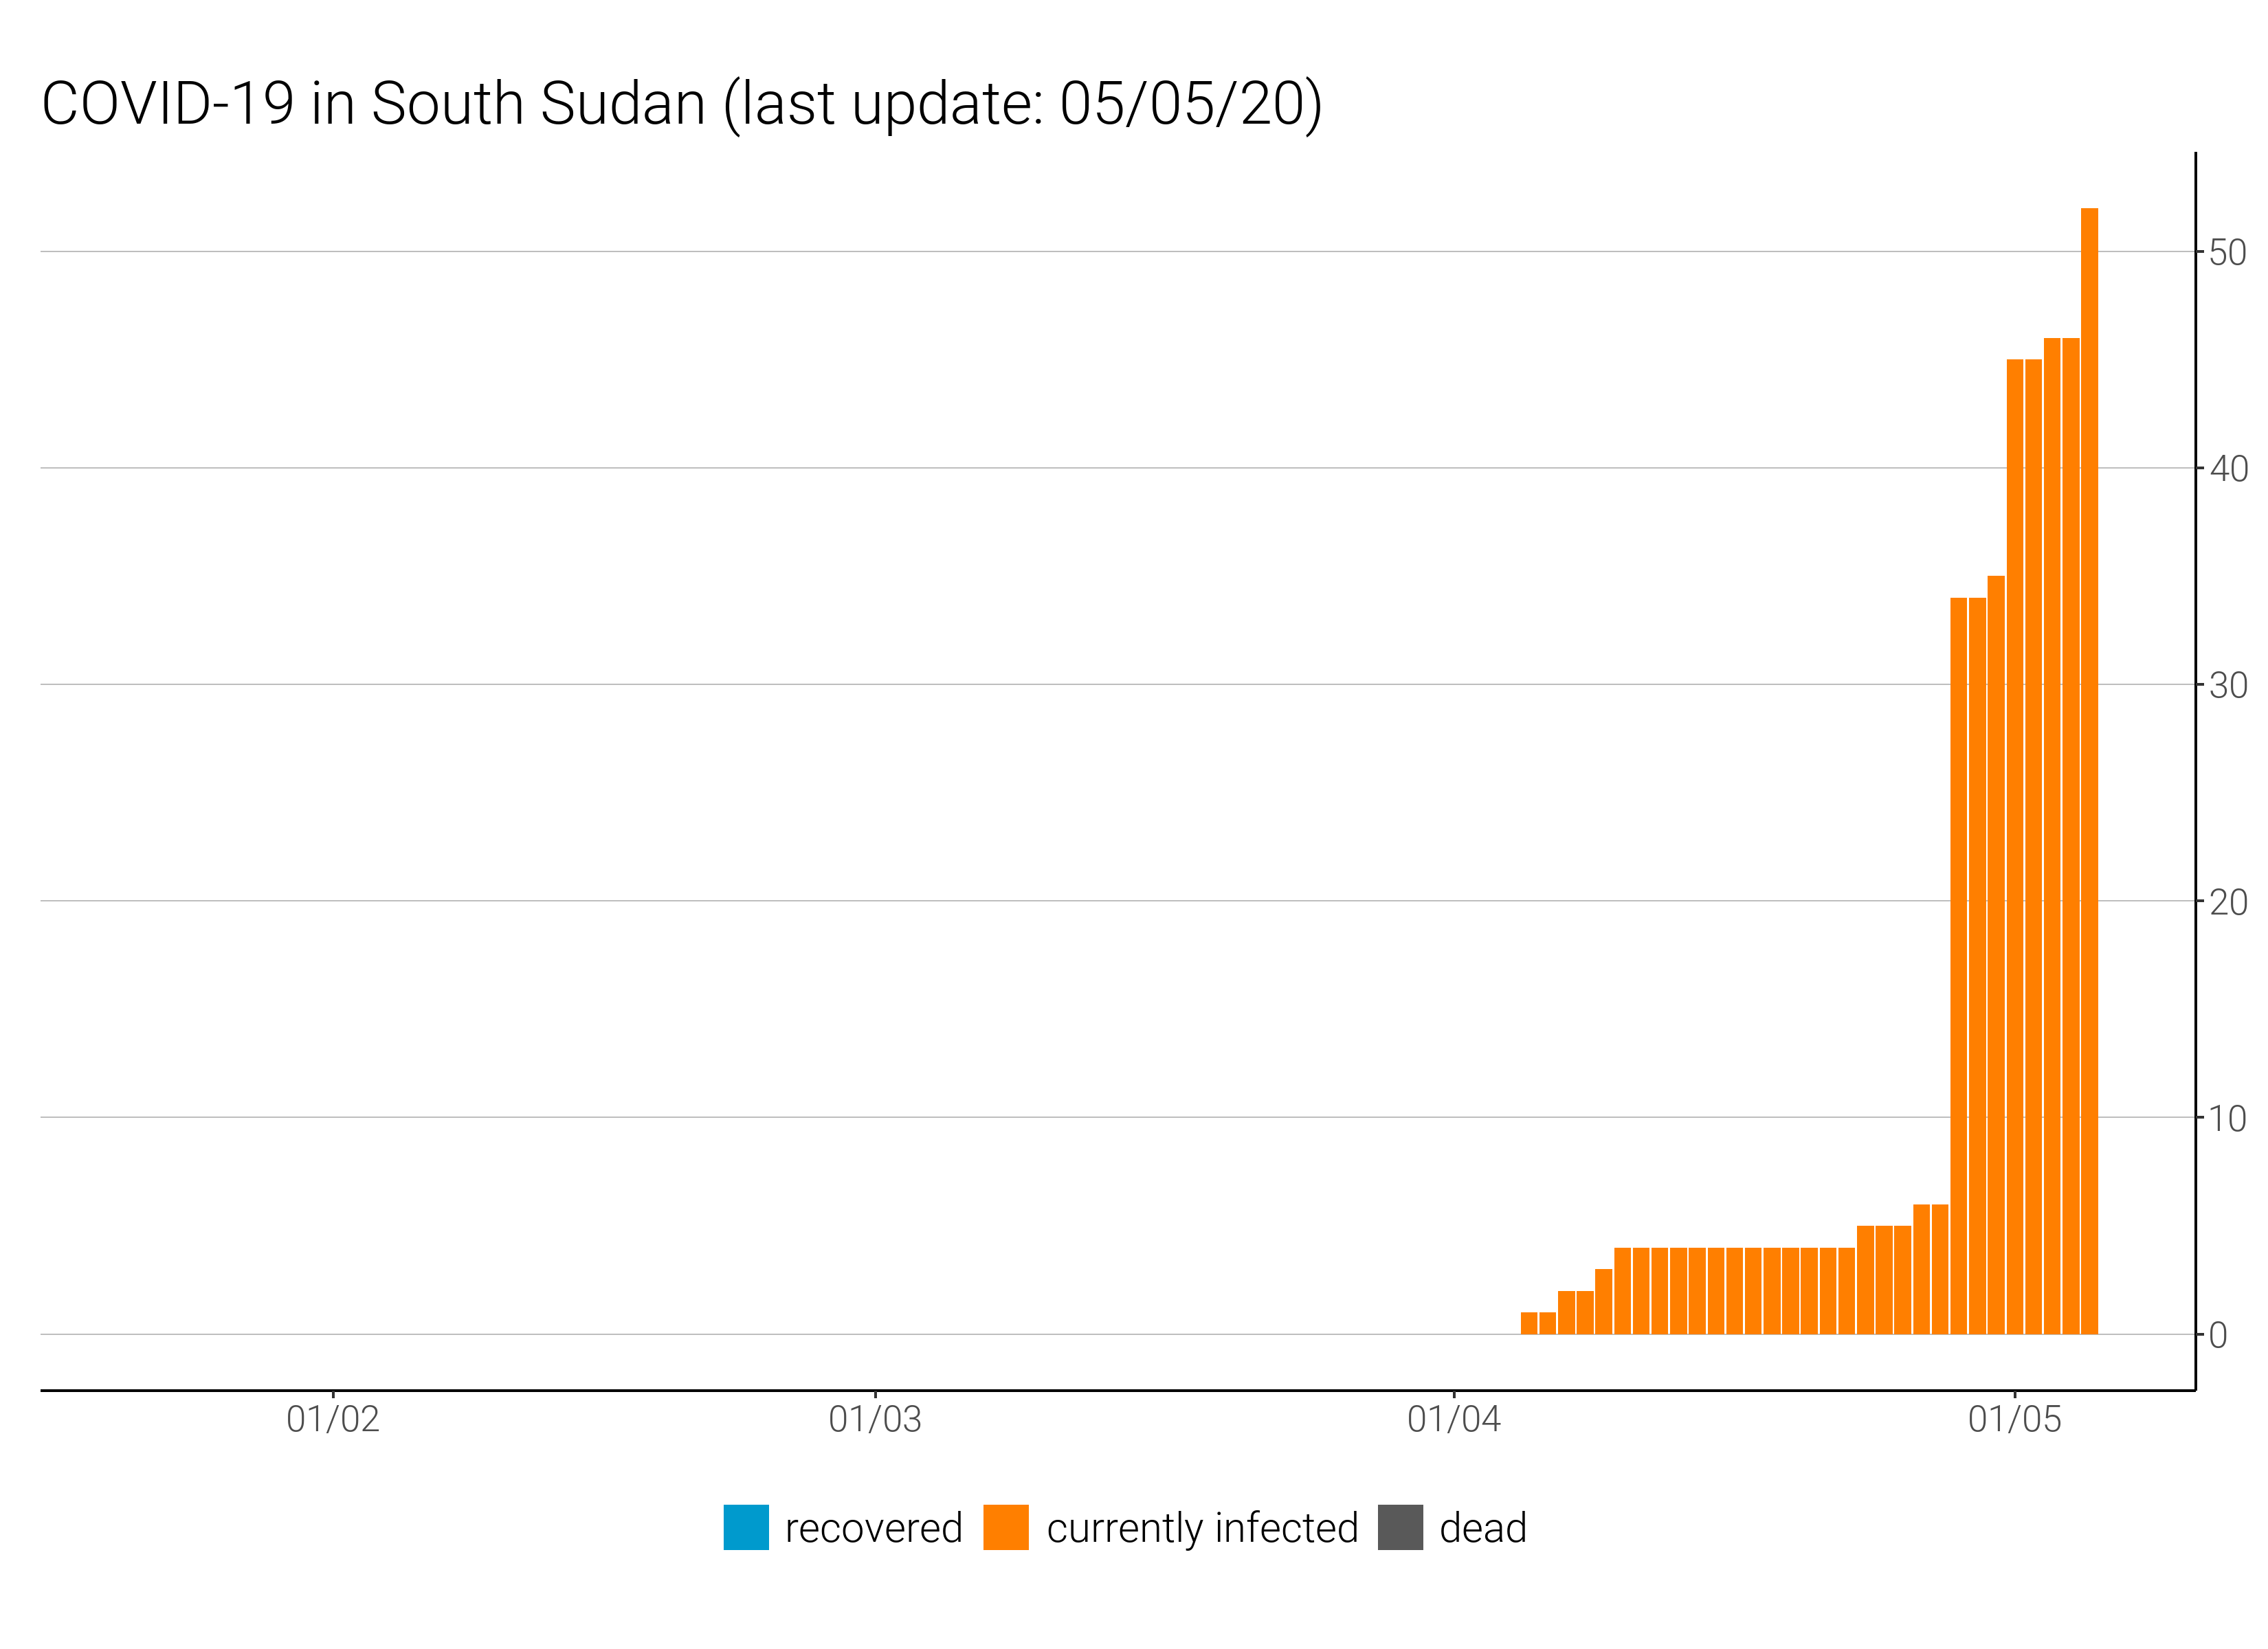 COVID-19 in South Sudan (last update: 05/05/20)
50
40
30
20
10
0
01/02 01/03 01/04 01/05
recovered currently infected dead